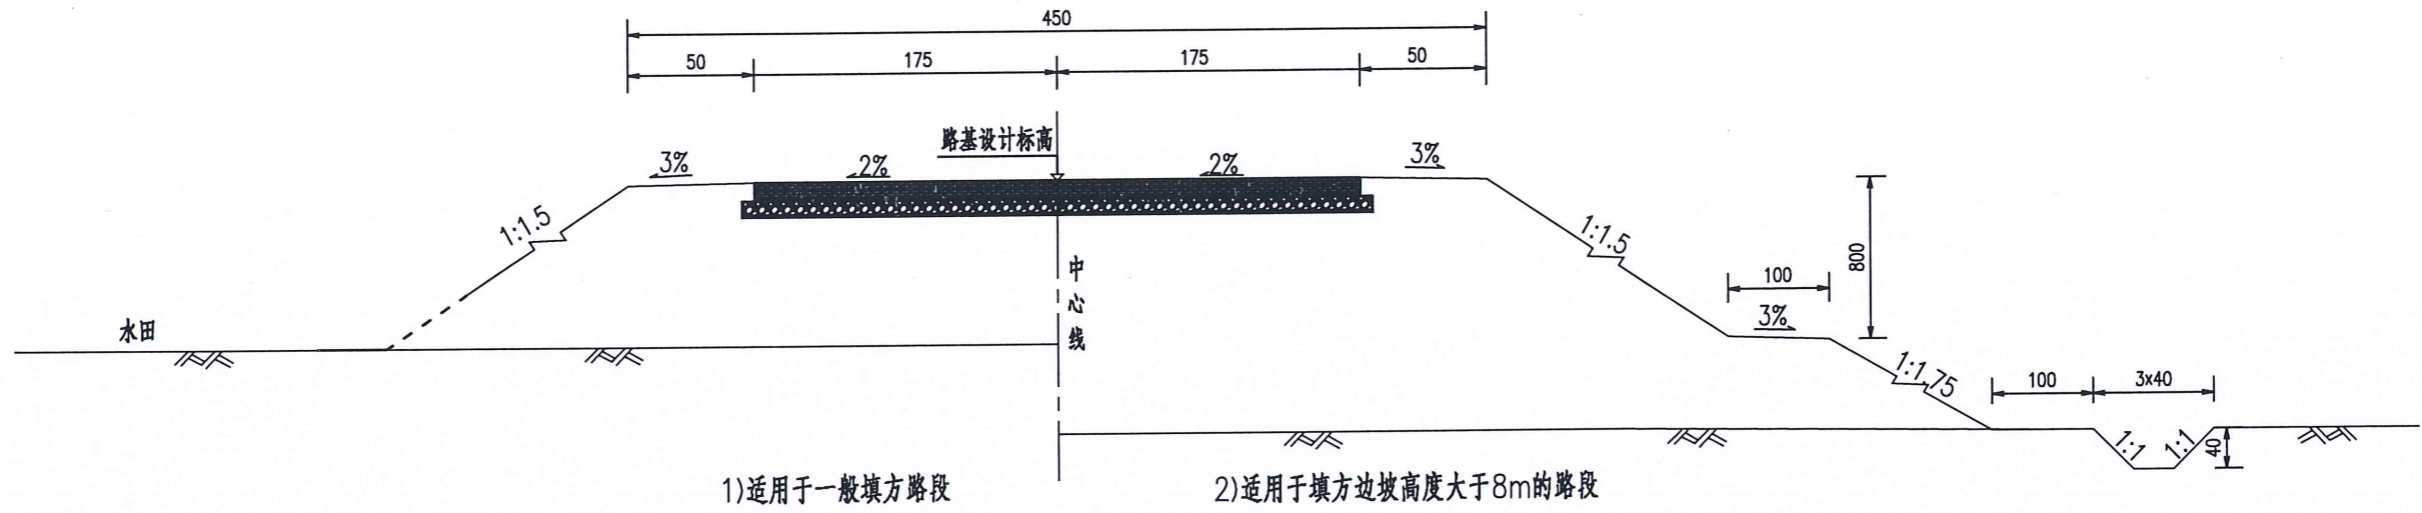 450
50 175 175 50
路基设计标高
3% 2% 2% 3%
1:1.5 1:1.5
中心线
800
100
3%
水田
1:1.75
100 3x40
1:1 1:1 40
1)适用于一般填方路段 2)适用于填方边坡高度大于8m的路段